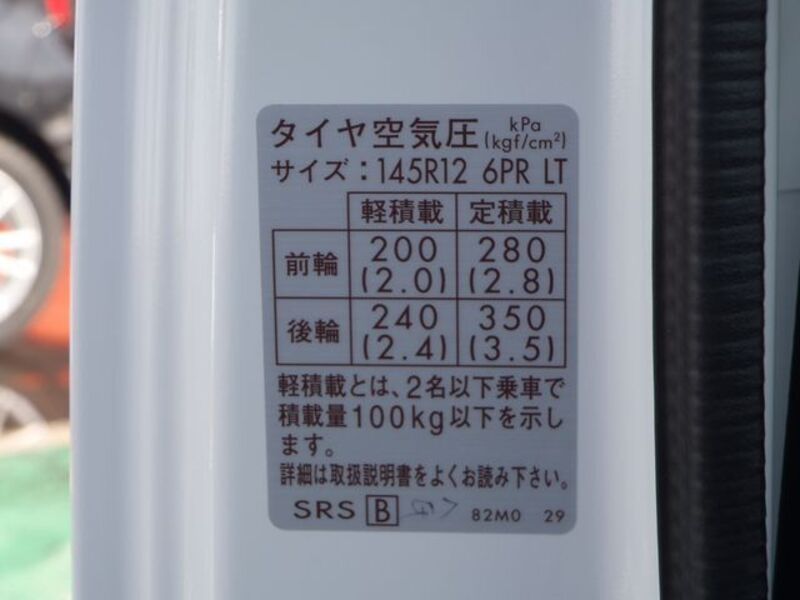 タイヤ空気圧 kPa (kgf/cm²)
サイズ：145R12 6PR LT
軽積載 定積載
前輪 200 (2.0) 280 (2.8)
後輪 240 (2.4) 350 (3.5)
軽積載とは、2名以下乗車で
積載量100kg以下を示し
ます。
詳細は取扱説明書をよくお読み下さい。
SRS B 82M0 29